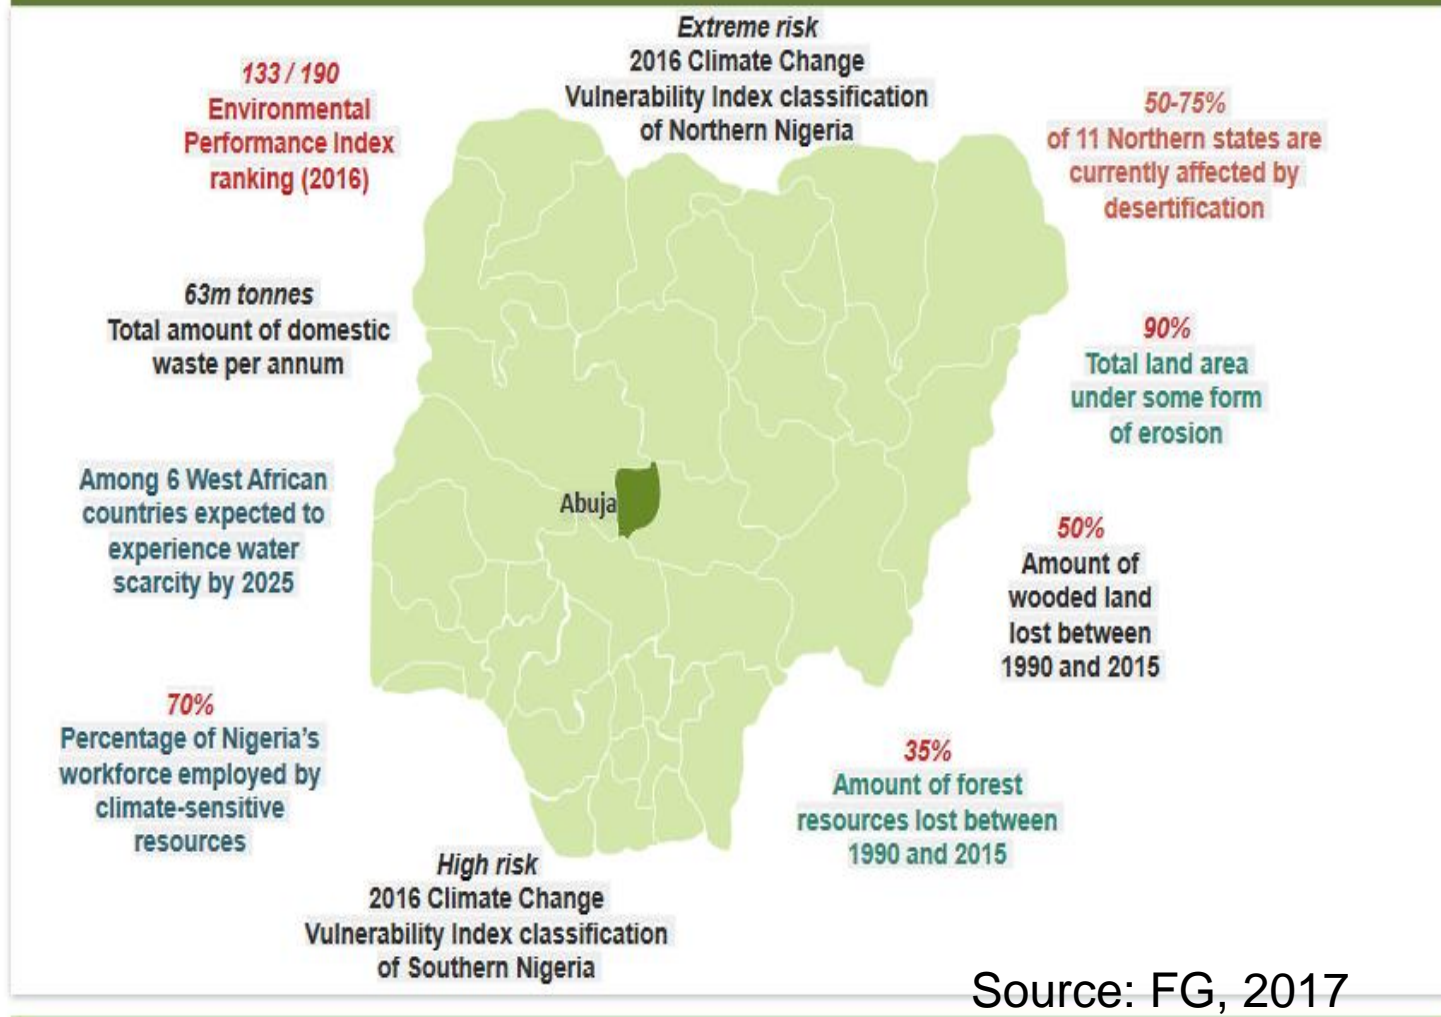 Extreme risk
2016 Climate Change
Vulnerability Index classification
of Northern Nigeria
133 / 190
Environmental
Performance Index
ranking (2016)
50-75%
of 11 Northern states are
currently affected by
desertification
63m tonnes
Total amount of domestic
waste per annum
90%
Total land area
under some form
of erosion
Among 6 West African
countries expected to
experience water
scarcity by 2025
Abuja
50%
Amount of
wooded land
lost between
1990 and 2015
70%
Percentage of Nigeria's
workforce employed by
climate-sensitive
resources
35%
Amount of forest
resources lost between
1990 and 2015
High risk
2016 Climate Change
Vulnerability Index classification
of Southern Nigeria
Source: FG, 2017